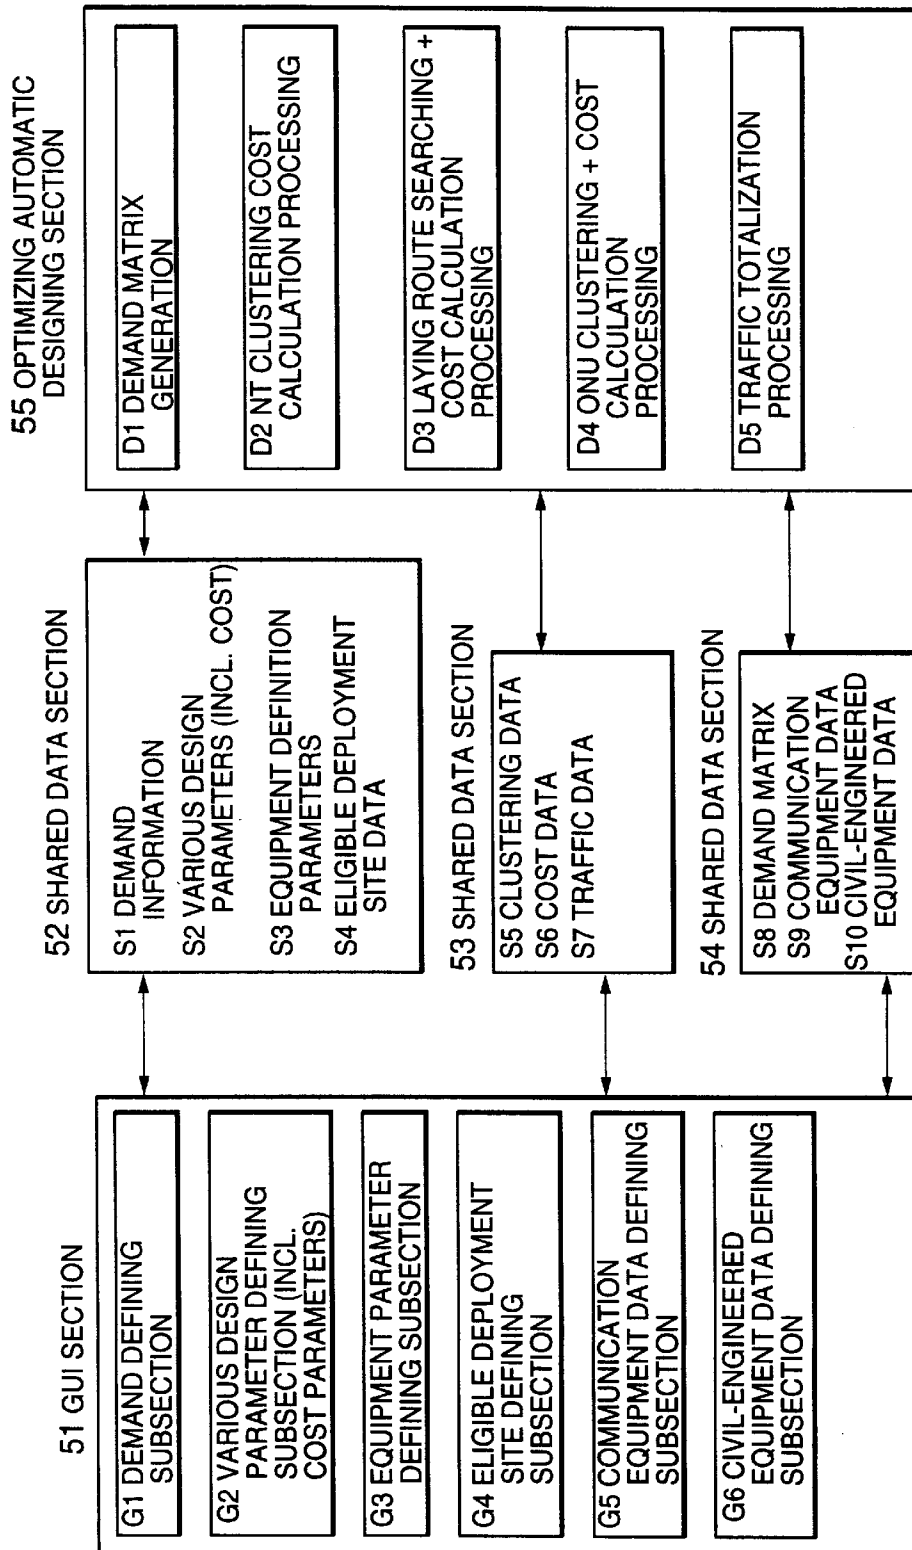 51 GUI SECTION
G1 DEMAND DEFINING
SUBSECTION
G2 VARIOUS DESIGN
PARAMETER DEFINING
SUBSECTION (INCL.
COST PARAMETERS)
G3 EQUIPMENT PARAMETER
DEFINING SUBSECTION
G4 ELIGIBLE DEPLOYMENT
SITE DEFINING
SUBSECTION
G5 COMMUNICATION
EQUIPMENT DATA DEFINING
SUBSECTION
G6 CIVIL-ENGINEERED
EQUIPMENT DATA DEFINING
SUBSECTION
52 SHARED DATA SECTION
S1 DEMAND
INFORMATION
S2 VARIOUS DESIGN
PARAMETERS (INCL. COST)
S3 EQUIPMENT DEFINITION
PARAMETERS
S4 ELIGIBLE DEPLOYMENT
SITE DATA
53 SHARED DATA SECTION
S5 CLUSTERING DATA
S6 COST DATA
S7 TRAFFIC DATA
54 SHARED DATA SECTION
S8 DEMAND MATRIX
S9 COMMUNICATION
EQUIPMENT DATA
S10 CIVIL-ENGINEERED
EQUIPMENT DATA
55 OPTIMIZING AUTOMATIC
DESIGNING SECTION
D1 DEMAND MATRIX
GENERATION
D2 NT CLUSTERING COST
CALCULATION PROCESSING
D3 LAYING ROUTE SEARCHING +
COST CALCULATION
PROCESSING
D4 ONU CLUSTERING + COST
CALCULATION
PROCESSING
D5 TRAFFIC TOTALIZATION
PROCESSING